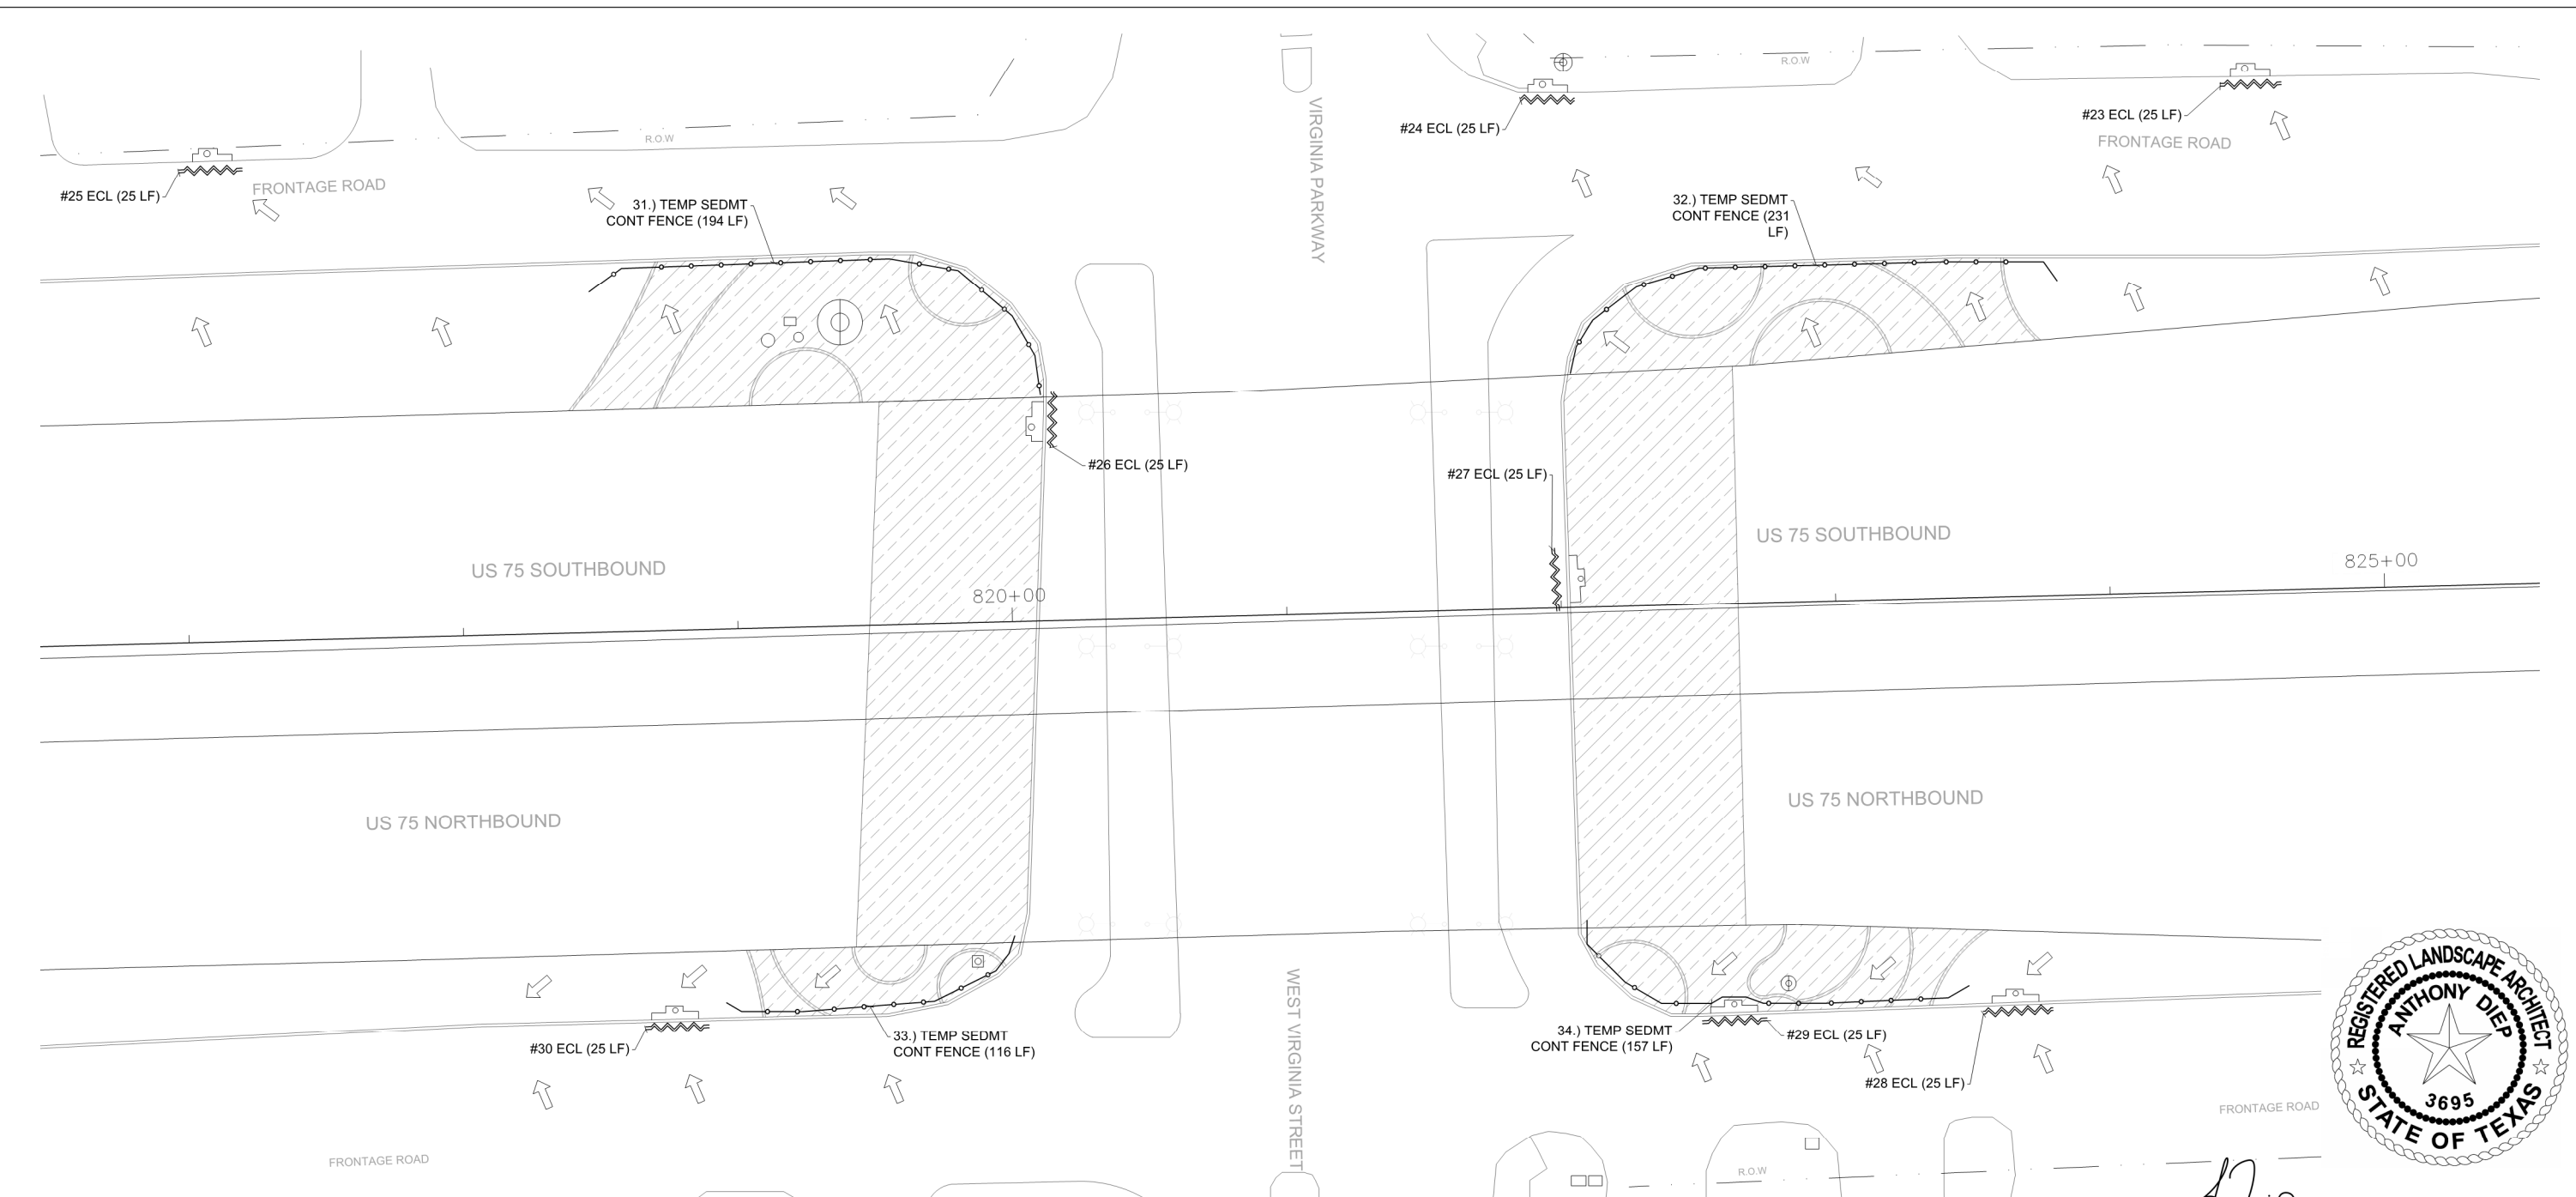 R.O.W
R.O.W
#24 ECL (25 LF)
#23 ECL (25 LF)
FRONTAGE ROAD
R.O.W
VIRGINIA PARKWAY
#25 ECL (25 LF)
FRONTAGE ROAD
31.) TEMP SEDMT
CONT FENCE (194 LF)
32.) TEMP SEDMT
CONT FENCE (231
LF)
#26 ECL (25 LF)
#27 ECL (25 LF)
US 75 SOUTHBOUND
US 75 SOUTHBOUND
820+00
825+00
US 75 NORTHBOUND
US 75 NORTHBOUND
#30 ECL (25 LF)
33.) TEMP SEDMT
CONT FENCE (116 LF)
WEST VIRGINIA STREET
34.) TEMP SEDMT
CONT FENCE (157 LF)
#29 ECL (25 LF)
#28 ECL (25 LF)
FRONTAGE ROAD
FRONTAGE ROAD
R.O.W
REGISTERED LANDSCAPE ARCHITECT
ANTHONY DIEP
3695
STATE OF TEXAS